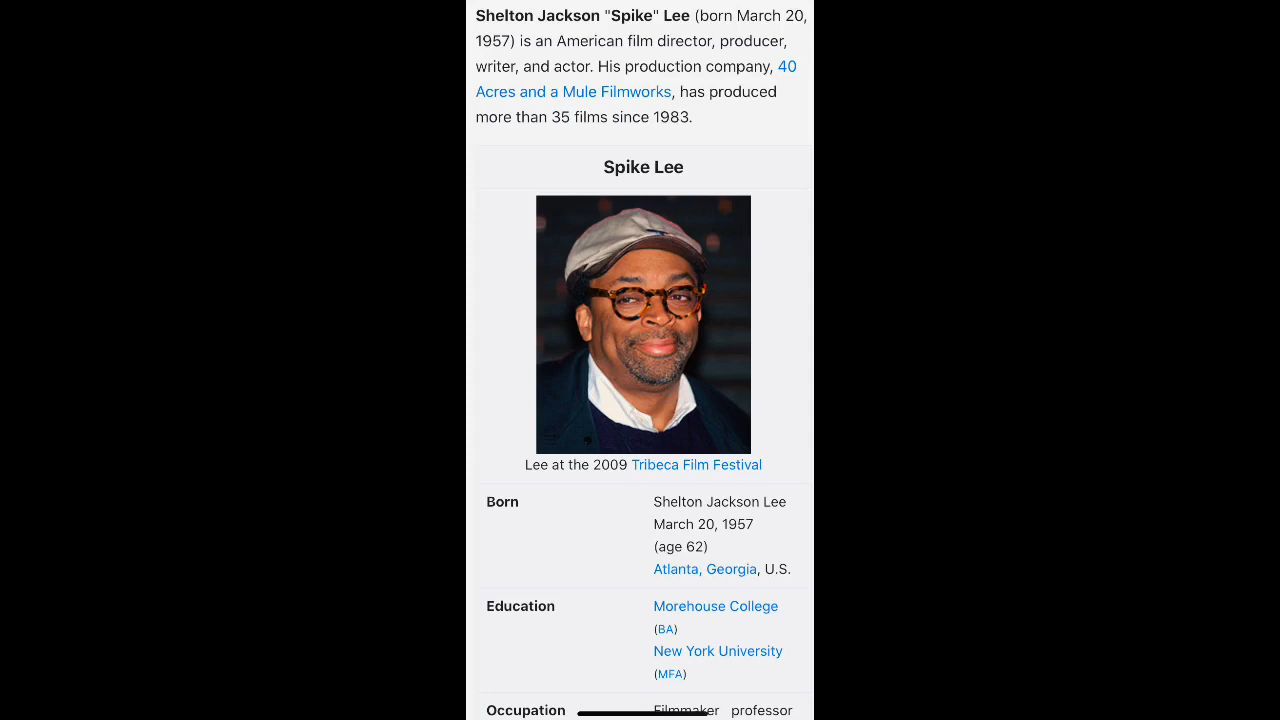 Shelton Jackson "Spike" Lee (born March 20,
1957) is an American film director, producer,
writer, and actor. His production company, 40
Acres and a Mule Filmworks, has produced
more than 35 films since 1983.
Spike Lee
Lee at the 2009 Tribeca Film Festival
Born
Shelton Jackson Lee
March 20, 1957
(age 62)
Atlanta, Georgia, U.S.
Education
Morehouse College
(BA)
New York University
(MFA)
Occupation
Filmmaker professor